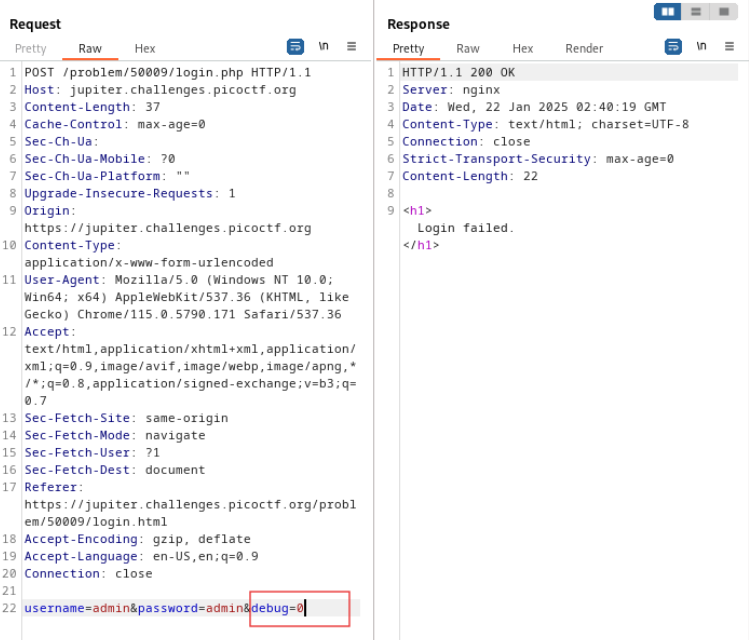 Request
Pretty Raw Hex \n
1 POST /problem/50009/login.php HTTP/1.1
2 Host: jupiter.challenges.picoctf.org
3 Content-Length: 37
4 Cache-Control: max-age=0
5 Sec-Ch-Ua:
6 Sec-Ch-Ua-Mobile: ?0
7 Sec-Ch-Ua-Platform: ""
8 Upgrade-Insecure-Requests: 1
9 Origin:
https://jupiter.challenges.picoctf.org
10 Content-Type:
application/x-www-form-urlencoded
11 User-Agent: Mozilla/5.0 (Windows NT 10.0;
Win64; x64) AppleWebKit/537.36 (KHTML, like
Gecko) Chrome/115.0.5790.171 Safari/537.36
12 Accept:
text/html,application/xhtml+xml,application/
xml;q=0.9,image/avif,image/webp,image/apng,*
/*;q=0.8,application/signed-exchange;v=b3;q=
0.7
13 Sec-Fetch-Site: same-origin
14 Sec-Fetch-Mode: navigate
15 Sec-Fetch-User: ?1
16 Sec-Fetch-Dest: document
17 Referer:
https://jupiter.challenges.picoctf.org/probl
em/50009/login.html
18 Accept-Encoding: gzip, deflate
19 Accept-Language: en-US,en;q=0.9
20 Connection: close
21
22 username=admin&password=admin&debug=0
Response
Pretty Raw Hex Render \n
1 HTTP/1.1 200 OK
2 Server: nginx
3 Date: Wed, 22 Jan 2025 02:40:19 GMT
4 Content-Type: text/html; charset=UTF-8
5 Connection: close
6 Strict-Transport-Security: max-age=0
7 Content-Length: 22
8
9 <h1>
Login failed.
</h1>